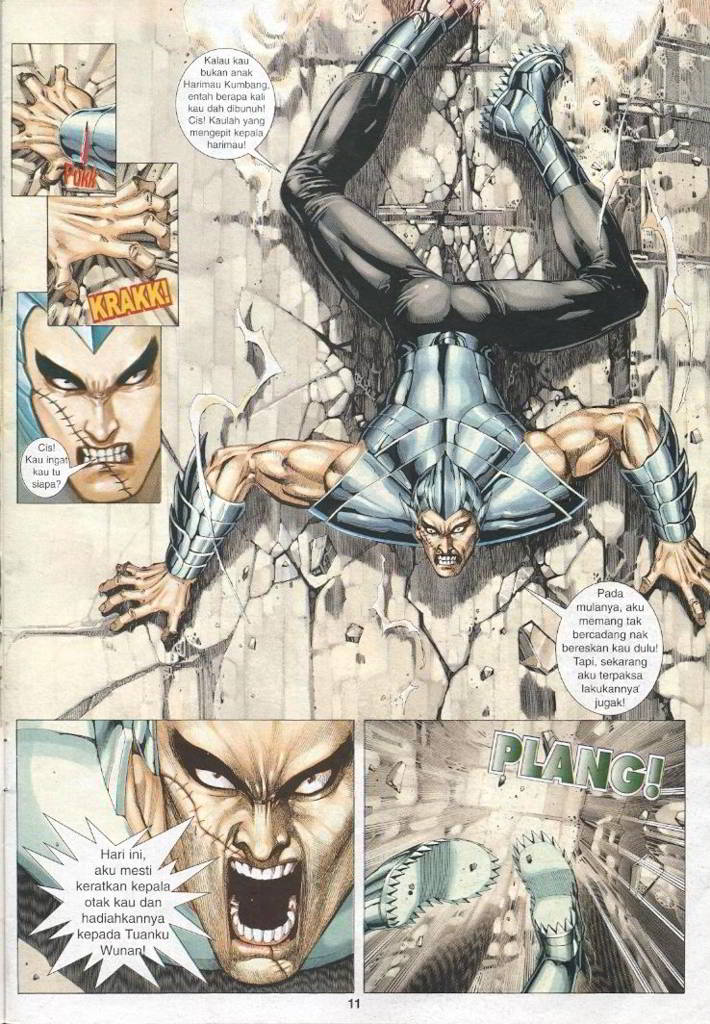 Kalau kau
bukan anak
Harimau Kumbang,
entah berapa kali
kau dah dibunuh!
Cis! Kaulah yang
mengepit kepala
harimau!
POKK
KRAKK!
Cis!
Kau ingat
kau tu
siapa?
Pada
mulanya, aku
memang tak
bercadang nak
bereskan kau dulu!
Tapi, sekarang
aku terpaksa
lakukannya
jugak!
Hari ini,
aku mesti
keratkan kepala
otak kau dan
hadiahkannya
kepada Tuanku
Wunan!
PLANG!
11